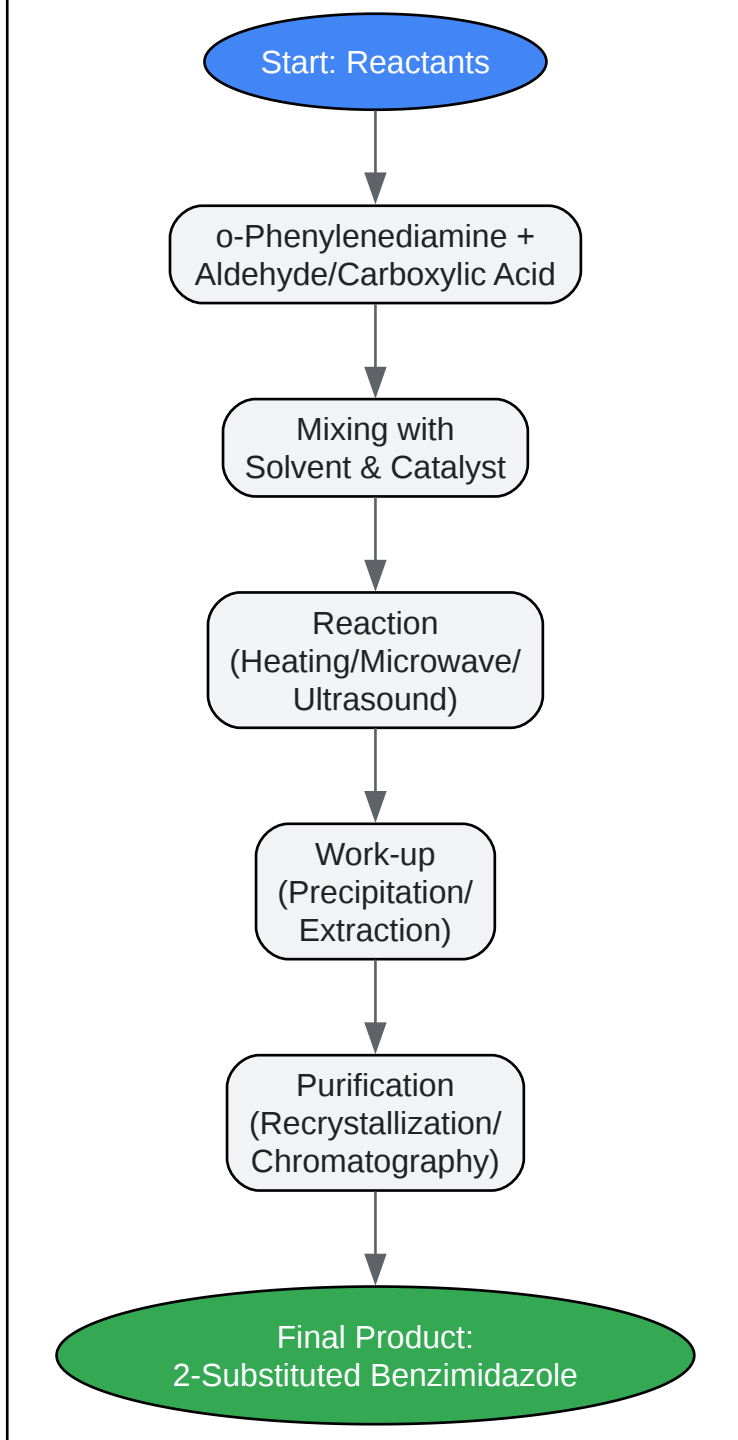 Start: Reactants
o-Phenylenediamine +
Aldehyde/Carboxylic Acid
Mixing with
Solvent & Catalyst
Reaction
(Heating/Microwave/
Ultrasound)
Work-up
(Precipitation/
Extraction)
Purification
(Recrystallization/
Chromatography)
Final Product:
2-Substituted Benzimidazole